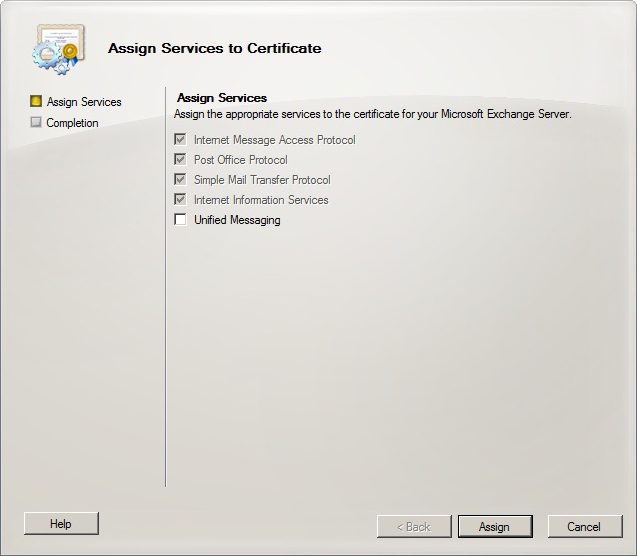 Assign Services to Certificate
Assign Services
Completion
Assign Services
Assign the appropriate services to the certificate for your Microsoft Exchange Server.
Internet Message Access Protocol
Post Office Protocol
Simple Mail Transfer Protocol
Internet Information Services
Unified Messaging
Help
< Back
Assign
Cancel